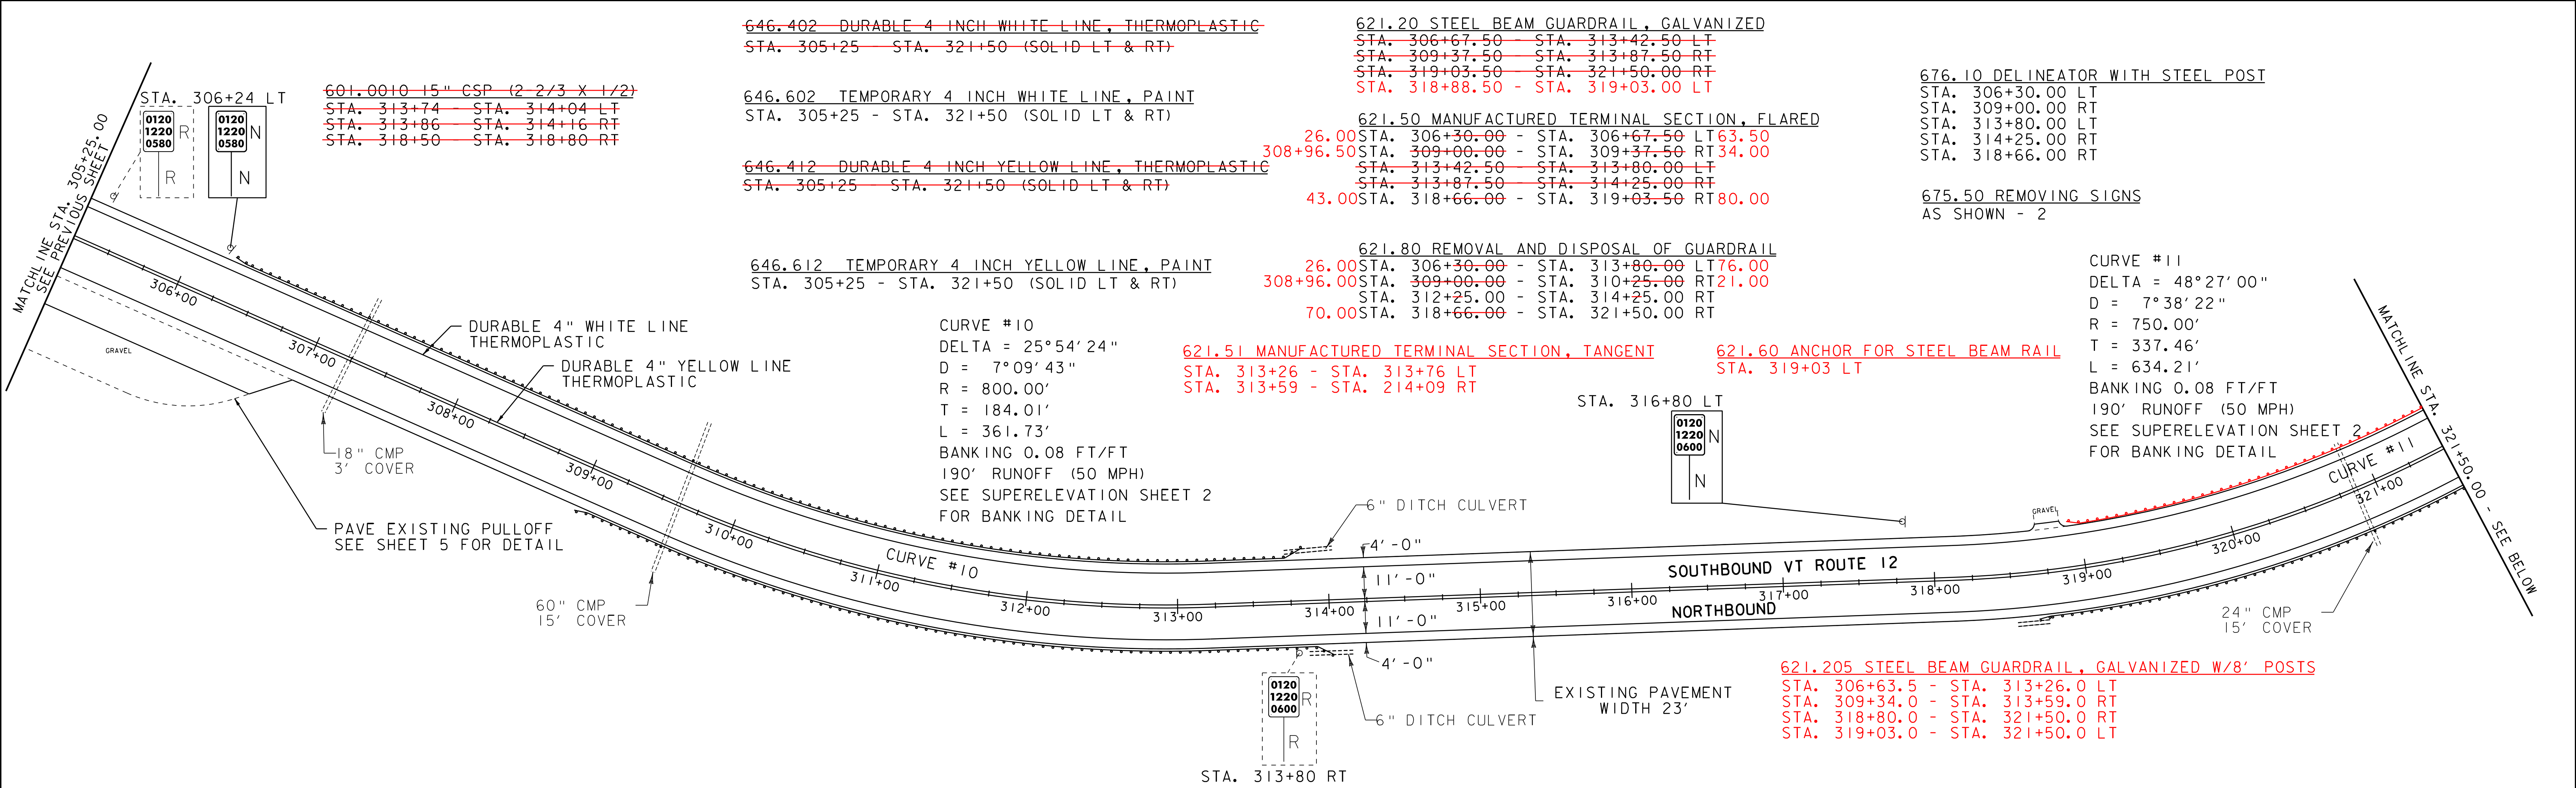 646.402 DURABLE 4 INCH WHITE LINE, THERMOPLASTIC
STA. 305+25 - STA. 321+50 (SOLID LT & RT)
646.602 TEMPORARY 4 INCH WHITE LINE, PAINT
STA. 305+25 - STA. 321+50 (SOLID LT & RT)
646.412 DURABLE 4 INCH YELLOW LINE, THERMOPLASTIC
STA. 305+25 - STA. 321+50 (SOLID LT & RT)
646.612 TEMPORARY 4 INCH YELLOW LINE, PAINT
STA. 305+25 - STA. 321+50 (SOLID LT & RT)
621.20 STEEL BEAM GUARDRAIL, GALVANIZED
STA. 306+67.50 - STA. 313+42.50 LT
STA. 309+37.50 - STA. 313+87.50 RT
STA. 319+03.50 - STA. 321+50.00 RT
STA. 318+88.50 - STA. 319+03.00 LT
621.50 MANUFACTURED TERMINAL SECTION, FLARED
26.00 STA. 306+30.00 - STA. 306+67.50 LT 63.50
308+96.50 STA. 309+00.00 - STA. 309+37.50 RT 34.00
STA. 313+42.50 - STA. 313+80.00 LT
STA. 313+87.50 - STA. 314+25.00 RT
43.00 STA. 318+66.00 - STA. 319+03.50 RT 80.00
621.80 REMOVAL AND DISPOSAL OF GUARDRAIL
26.00 STA. 306+30.00 - STA. 313+80.00 LT 76.00
308+96.00 STA. 309+00.00 - STA. 310+25.00 RT 21.00
STA. 312+25.00 - STA. 314+25.00 RT
70.00 STA. 318+66.00 - STA. 321+50.00 RT
621.51 MANUFACTURED TERMINAL SECTION, TANGENT
STA. 313+26 - STA. 313+76 LT
STA. 313+59 - STA. 214+09 RT
621.60 ANCHOR FOR STEEL BEAM RAIL
STA. 319+03 LT
676.10 DELINEATOR WITH STEEL POST
STA. 306+30.00 LT
STA. 309+00.00 RT
STA. 313+80.00 LT
STA. 314+25.00 RT
STA. 318+66.00 RT
675.50 REMOVING SIGNS
AS SHOWN - 2
601.0010 15" CSP (2 2/3 X 1/2)
STA. 313+74 - STA. 314+04 LT
STA. 313+86 - STA. 314+16 RT
STA. 318+50 - STA. 318+80 RT
STA. 306+24 LT
0120
1220
0580
R
R
0120
1220
0580
N
N
MATCHLINE STA. 305+25.00
SEE PREVIOUS SHEET
GRAVEL
306+00
307+00
308+00
309+00
310+00
311+00
312+00
313+00
314+00
315+00
316+00
317+00
318+00
319+00
320+00
321+00
DURABLE 4" WHITE LINE
THERMOPLASTIC
DURABLE 4" YELLOW LINE
THERMOPLASTIC
18" CMP
3' COVER
PAVE EXISTING PULLOFF
SEE SHEET 5 FOR DETAIL
60" CMP
15' COVER
CURVE #10
CURVE #10
DELTA = 25°54'24"
D = 7°09'43"
R = 800.00'
T = 184.01'
L = 361.73'
BANKING 0.08 FT/FT
190' RUNOFF (50 MPH)
SEE SUPERELEVATION SHEET 2
FOR BANKING DETAIL
6" DITCH CULVERT
4'-0"
11'-0"
11'-0"
4'-0"
6" DITCH CULVERT
0120
1220
0600
R
R
STA. 313+80 RT
EXISTING PAVEMENT
WIDTH 23'
STA. 316+80 LT
0120
1220
0600
N
N
SOUTHBOUND VT ROUTE 12
NORTHBOUND
GRAVEL
CURVE #11
DELTA = 48°27'00"
D = 7°38'22"
R = 750.00'
T = 337.46'
L = 634.21'
BANKING 0.08 FT/FT
190' RUNOFF (50 MPH)
SEE SUPERELEVATION SHEET 2
FOR BANKING DETAIL
CURVE #11
MATCHLINE STA. 321+50.00 - SEE BELOW
24" CMP
15' COVER
621.205 STEEL BEAM GUARDRAIL, GALVANIZED W/8' POSTS
STA. 306+63.5 - STA. 313+26.0 LT
STA. 309+34.0 - STA. 313+59.0 RT
STA. 318+80.0 - STA. 321+50.0 RT
STA. 319+03.0 - STA. 321+50.0 LT